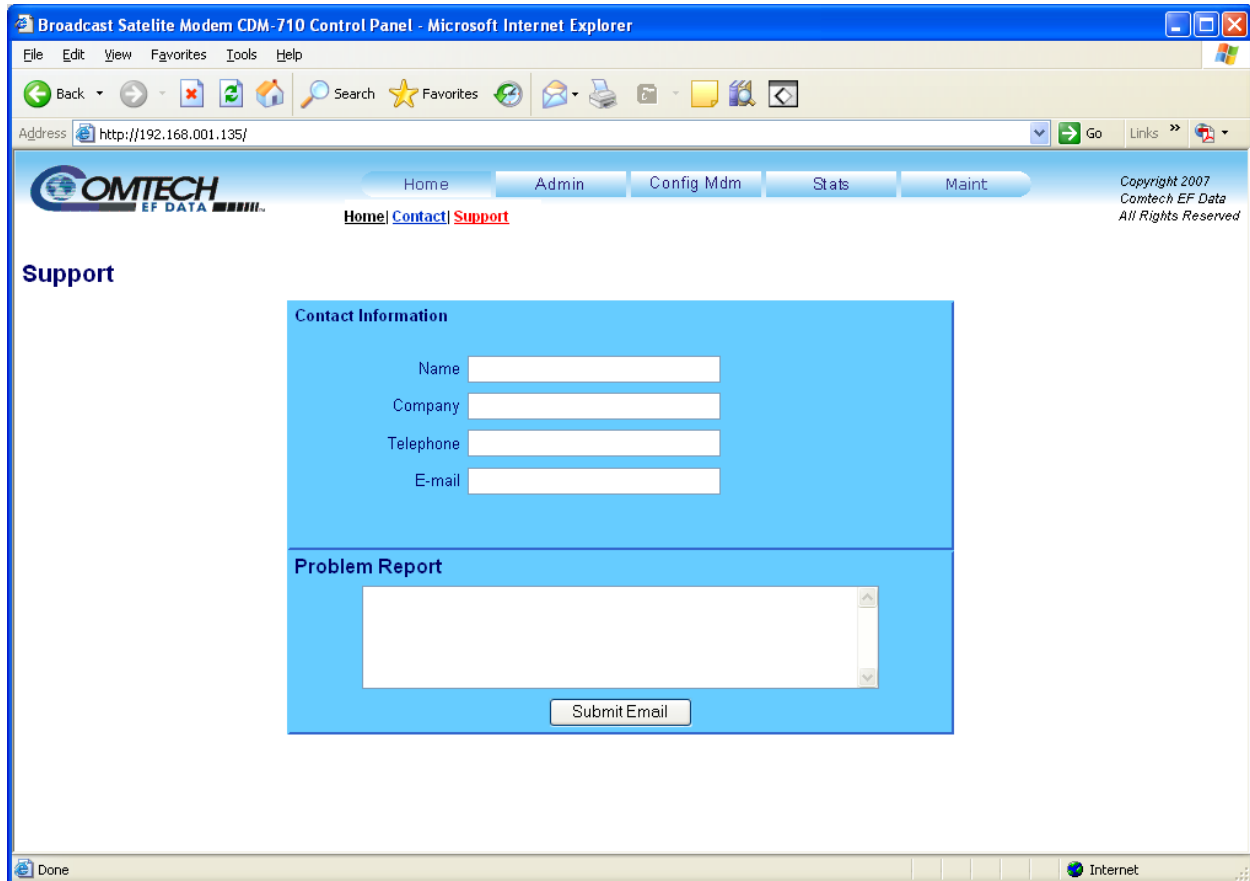 Broadcast Satelite Modem CDM-710 Control Panel - Microsoft Internet Explorer
File Edit View Favorites Tools Help
Back Search Favorites
Address http://192.168.001.135/ Go Links »
COMTECH
EF DATA
Home Admin Config Mdm Stats Maint
Home| Contact| Support
Copyright 2007
Comtech EF Data
All Rights Reserved
Support
Contact Information
Name
Company
Telephone
E-mail
Problem Report
Submit Email
Done Internet